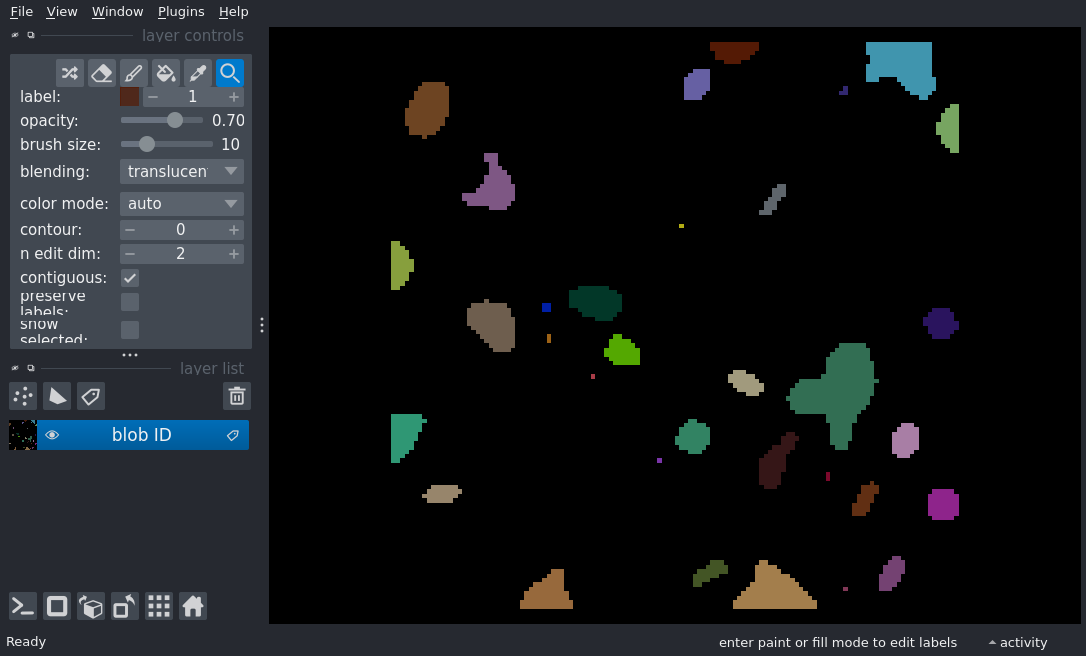 File View Window Plugins Help
layer controls
label: 1
opacity: 0.70
brush size: 10
blending: translucen
color mode: auto
contour: 0
n edit dim: 2
contiguous:
preserve
labels:
show
selected:
layer list
blob ID
Ready
enter paint or fill mode to edit labels
activity